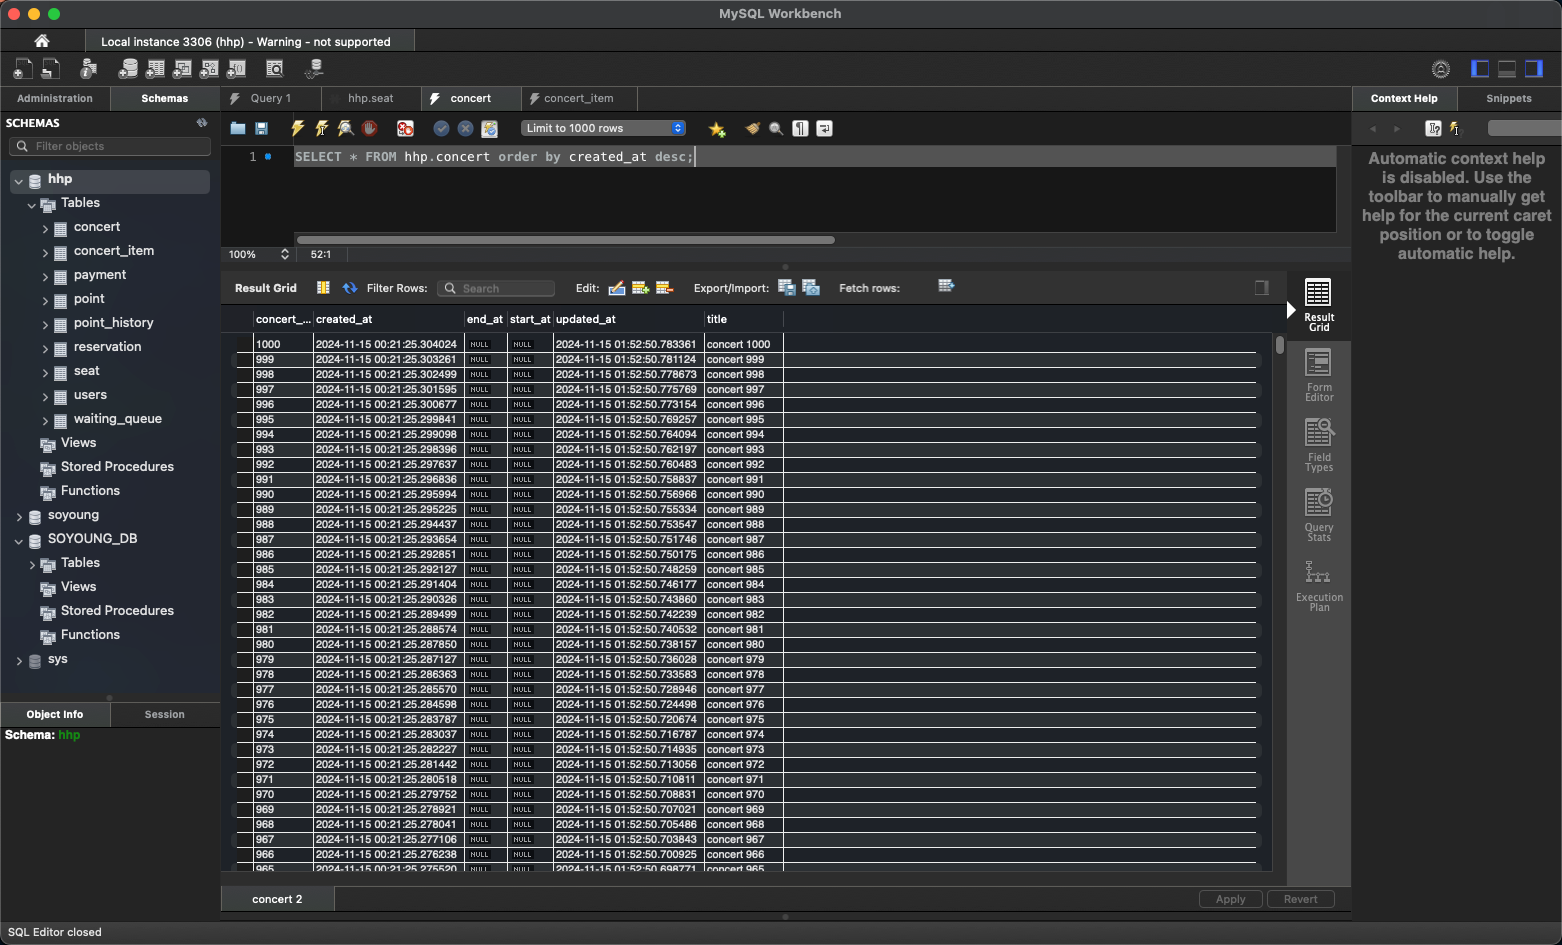 MySQL Workbench
Local instance 3306 (hhp) - Warning - not supported
Administration
Schemas
Query 1
hhp.seat
concert
concert_item
Context Help
Snippets
SCHEMAS
Filter objects
Limit to 1000 rows
1
SELECT * FROM hhp.concert order by created_at desc;
Automatic context help
is disabled. Use the
toolbar to manually get
help for the current caret
position or to toggle
automatic help.
hhp
Tables
concert
concert_item
payment
point
point_history
reservation
seat
users
waiting_queue
Views
Stored Procedures
Functions
soyoung
SOYOUNG_DB
Tables
Views
Stored Procedures
Functions
sys
100%
52:1
Result Grid
Filter Rows:
Search
Edit:
Export/Import:
Fetch rows:
concert_... created_at end_at start_at updated_at title
1000 2024-11-15 00:21:25.304024 NULL NULL 2024-11-15 01:52:50.783361 concert 1000
999 2024-11-15 00:21:25.303261 NULL NULL 2024-11-15 01:52:50.781124 concert 999
998 2024-11-15 00:21:25.302499 NULL NULL 2024-11-15 01:52:50.778673 concert 998
997 2024-11-15 00:21:25.301595 NULL NULL 2024-11-15 01:52:50.775769 concert 997
996 2024-11-15 00:21:25.300677 NULL NULL 2024-11-15 01:52:50.773154 concert 996
995 2024-11-15 00:21:25.299841 NULL NULL 2024-11-15 01:52:50.769257 concert 995
994 2024-11-15 00:21:25.299098 NULL NULL 2024-11-15 01:52:50.764094 concert 994
993 2024-11-15 00:21:25.298396 NULL NULL 2024-11-15 01:52:50.762197 concert 993
992 2024-11-15 00:21:25.297637 NULL NULL 2024-11-15 01:52:50.760483 concert 992
991 2024-11-15 00:21:25.296836 NULL NULL 2024-11-15 01:52:50.758837 concert 991
990 2024-11-15 00:21:25.295994 NULL NULL 2024-11-15 01:52:50.756966 concert 990
989 2024-11-15 00:21:25.295225 NULL NULL 2024-11-15 01:52:50.755334 concert 989
988 2024-11-15 00:21:25.294437 NULL NULL 2024-11-15 01:52:50.753547 concert 988
987 2024-11-15 00:21:25.293654 NULL NULL 2024-11-15 01:52:50.751746 concert 987
986 2024-11-15 00:21:25.292851 NULL NULL 2024-11-15 01:52:50.750175 concert 986
985 2024-11-15 00:21:25.292127 NULL NULL 2024-11-15 01:52:50.748259 concert 985
984 2024-11-15 00:21:25.291404 NULL NULL 2024-11-15 01:52:50.746177 concert 984
983 2024-11-15 00:21:25.290326 NULL NULL 2024-11-15 01:52:50.743860 concert 983
982 2024-11-15 00:21:25.289499 NULL NULL 2024-11-15 01:52:50.742239 concert 982
981 2024-11-15 00:21:25.288574 NULL NULL 2024-11-15 01:52:50.740532 concert 981
980 2024-11-15 00:21:25.287850 NULL NULL 2024-11-15 01:52:50.738157 concert 980
979 2024-11-15 00:21:25.287127 NULL NULL 2024-11-15 01:52:50.736028 concert 979
978 2024-11-15 00:21:25.286363 NULL NULL 2024-11-15 01:52:50.733583 concert 978
977 2024-11-15 00:21:25.285570 NULL NULL 2024-11-15 01:52:50.728946 concert 977
976 2024-11-15 00:21:25.284598 NULL NULL 2024-11-15 01:52:50.724498 concert 976
975 2024-11-15 00:21:25.283787 NULL NULL 2024-11-15 01:52:50.720674 concert 975
974 2024-11-15 00:21:25.283037 NULL NULL 2024-11-15 01:52:50.716787 concert 974
973 2024-11-15 00:21:25.282227 NULL NULL 2024-11-15 01:52:50.714935 concert 973
972 2024-11-15 00:21:25.281442 NULL NULL 2024-11-15 01:52:50.713056 concert 972
971 2024-11-15 00:21:25.280518 NULL NULL 2024-11-15 01:52:50.710811 concert 971
970 2024-11-15 00:21:25.279752 NULL NULL 2024-11-15 01:52:50.708831 concert 970
969 2024-11-15 00:21:25.278921 NULL NULL 2024-11-15 01:52:50.707021 concert 969
968 2024-11-15 00:21:25.278041 NULL NULL 2024-11-15 01:52:50.705486 concert 968
967 2024-11-15 00:21:25.277106 NULL NULL 2024-11-15 01:52:50.703843 concert 967
966 2024-11-15 00:21:25.276238 NULL NULL 2024-11-15 01:52:50.700925 concert 966
965 2024-11-15 00:21:25.275520 NULL NULL 2024-11-15 01:52:50.698771 concert 965
Result
Grid
Form
Editor
Field
Types
Query
Stats
Execution
Plan
Object Info
Session
Schema: hhp
concert 2
Apply
Revert
SQL Editor closed